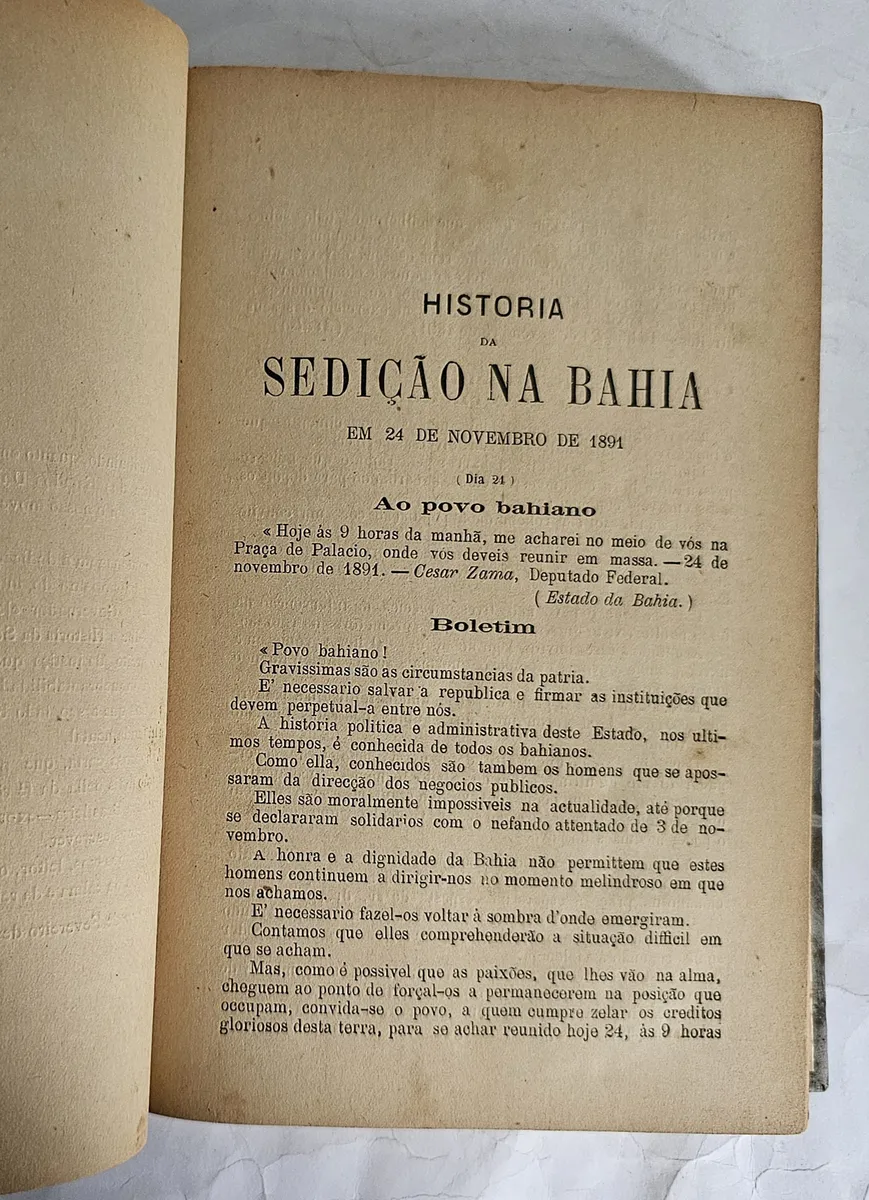 HISTORIA
DA
SEDIÇÃO NA BAHIA
EM 24 DE NOVEMBRO DE 1891
( Dia 24 )
Ao povo bahiano
« Hoje ás 9 horas da manhã, me acharei no meio de vós na
Praça de Palacio, onde vós deveis reunir em massa. — 24 de
novembro de 1891. — Cesar Zama, Deputado Federal.
( Estado da Bahia. )
Boletim
« Povo bahiano !
Gravissimas são as circumstancias da patria.
E' necessario salvar a republica e firmar as instituições que
devem perpetual-a entre nós.
A historia politica e administrativa deste Estado, nos ulti-
mos tempos, é conhecida de todos os bahianos.
Como ella, conhecidos são tambem os homens que se apos-
saram da direcção dos negocios publicos.
Elles são moralmente impossiveis na actualidade, até porque
se declararam solidarios com o nefando attentado de 3 de no-
vembro.
A honra e a dignidade da Bahia não permittem que estes
homens continuem a dirigir-nos no momento melindroso em que
nos achamos.
E' necessario fazel-os voltar à sombra d'onde emergiram.
Contamos que elles comprehenderão a situação difficil em
que se acham.
Mas, como é possivel que as paixões, que lhes vão na alma,
cheguem ao ponto de forçal-os a permanecerem na posição que
occupam, convida-se o povo, a quem cumpre zelar os creditos
gloriosos desta terra, para se achar reunido hoje 24, ás 9 horas